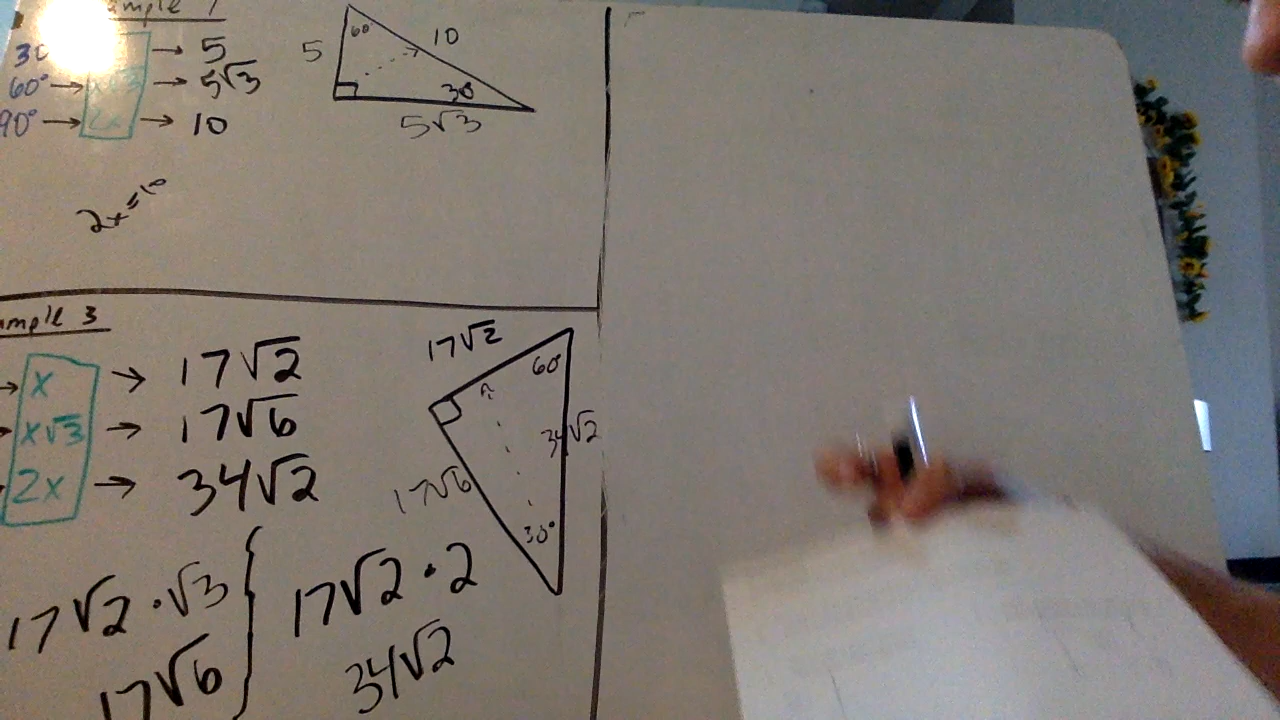 30 → 5
60° → x√3 → 5√3
90° → 2x → 10
2x=10
60
5
10
30
5√3
mple 3
→ x → 17√2
→ x√3 → 17√6
2x → 34√2
17√2 · √3
17√6
17√2 · 2
34√2
17√2
60°
34√2
17√6
30°